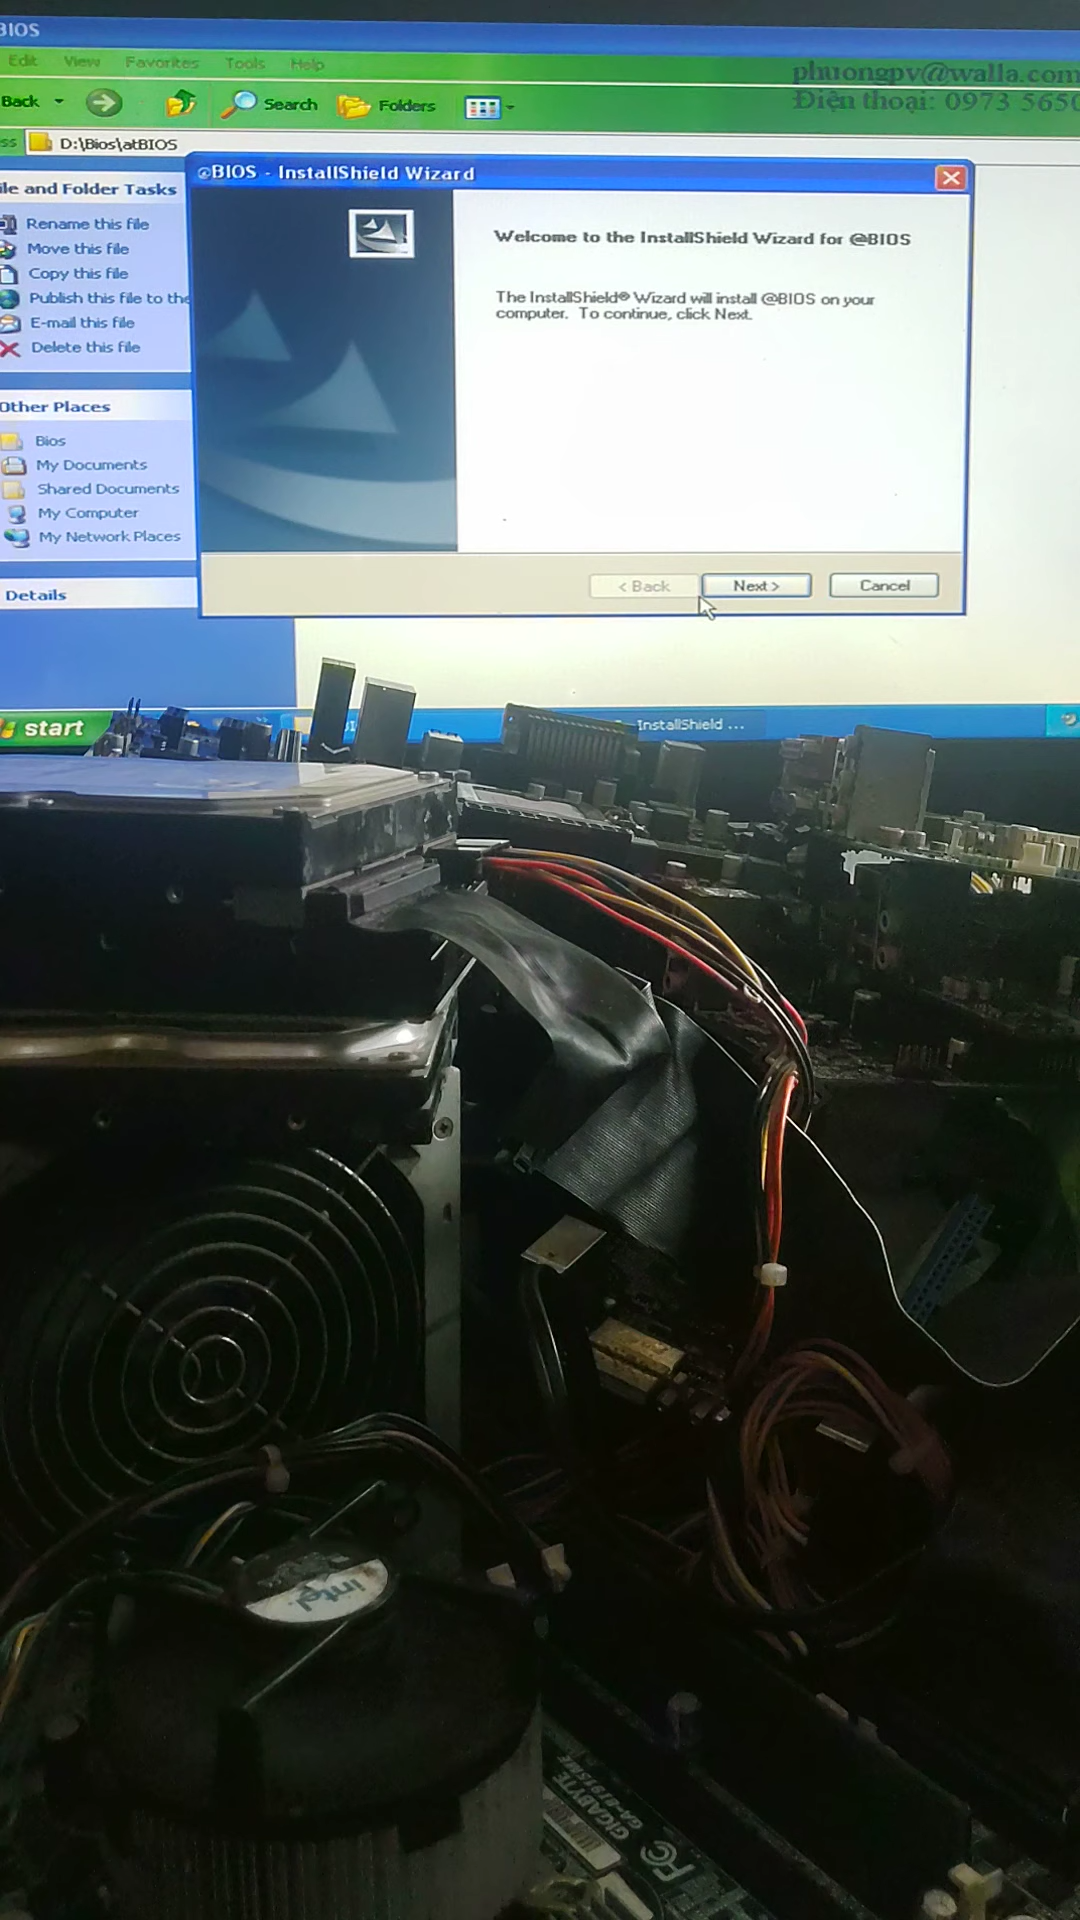 BIOS
Edit View Favorites Tools Help
phuongpv@walla.com
Back Search Folders
Điện thoại: 0973 5650
ss D:\Bios\atBIOS
@BIOS - InstallShield Wizard
ile and Folder Tasks
Rename this file
Move this file
Copy this file
Publish this file to the
E-mail this file
Delete this file
Other Places
Bios
My Documents
Shared Documents
My Computer
My Network Places
Details
Welcome to the InstallShield Wizard for @BIOS
The InstallShield® Wizard will install @BIOS on your
computer. To continue, click Next.
< Back Next > Cancel
start
InstallShield ...
intel
GIGABYTE
FC